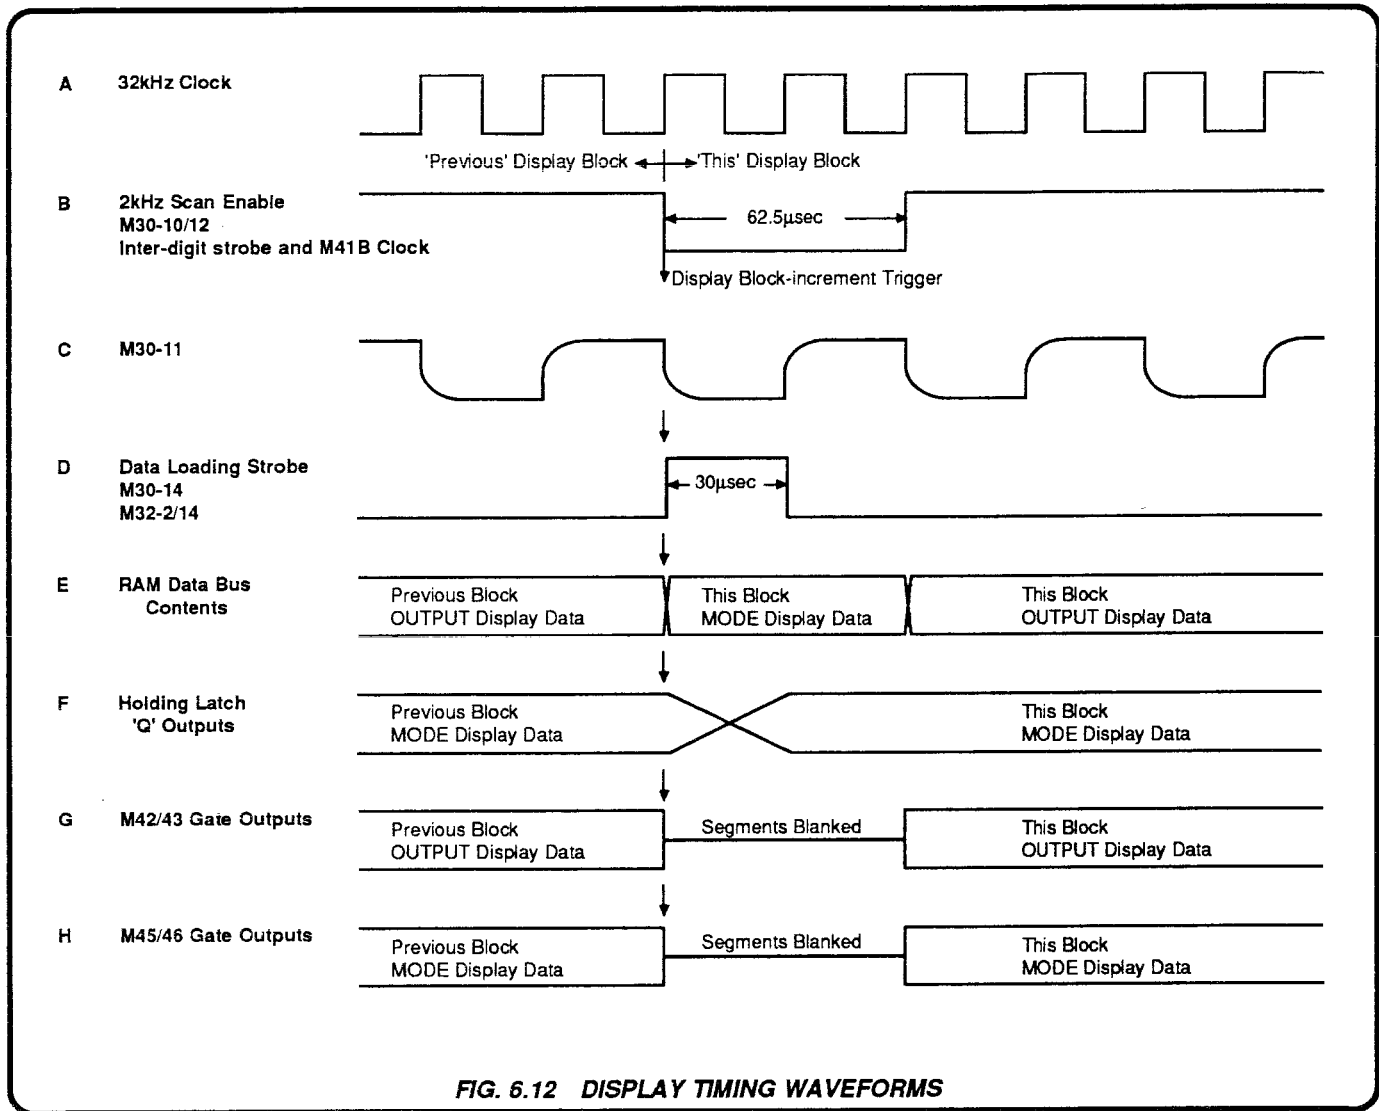 A 32kHz Clock
'Previous' Display Block 'This' Display Block
B 2kHz Scan Enable
M30-10/12
Inter-digit strobe and M41B Clock
62.5µsec
Display Block-increment Trigger
C M30-11
D Data Loading Strobe
M30-14
M32-2/14
30µsec
E RAM Data Bus
Contents
Previous Block
OUTPUT Display Data
This Block
MODE Display Data
This Block
OUTPUT Display Data
F Holding Latch
'Q' Outputs
Previous Block
MODE Display Data
This Block
MODE Display Data
G M42/43 Gate Outputs
Previous Block
OUTPUT Display Data
Segments Blanked
This Block
OUTPUT Display Data
H M45/46 Gate Outputs
Previous Block
MODE Display Data
Segments Blanked
This Block
MODE Display Data
FIG. 6.12 DISPLAY TIMING WAVEFORMS